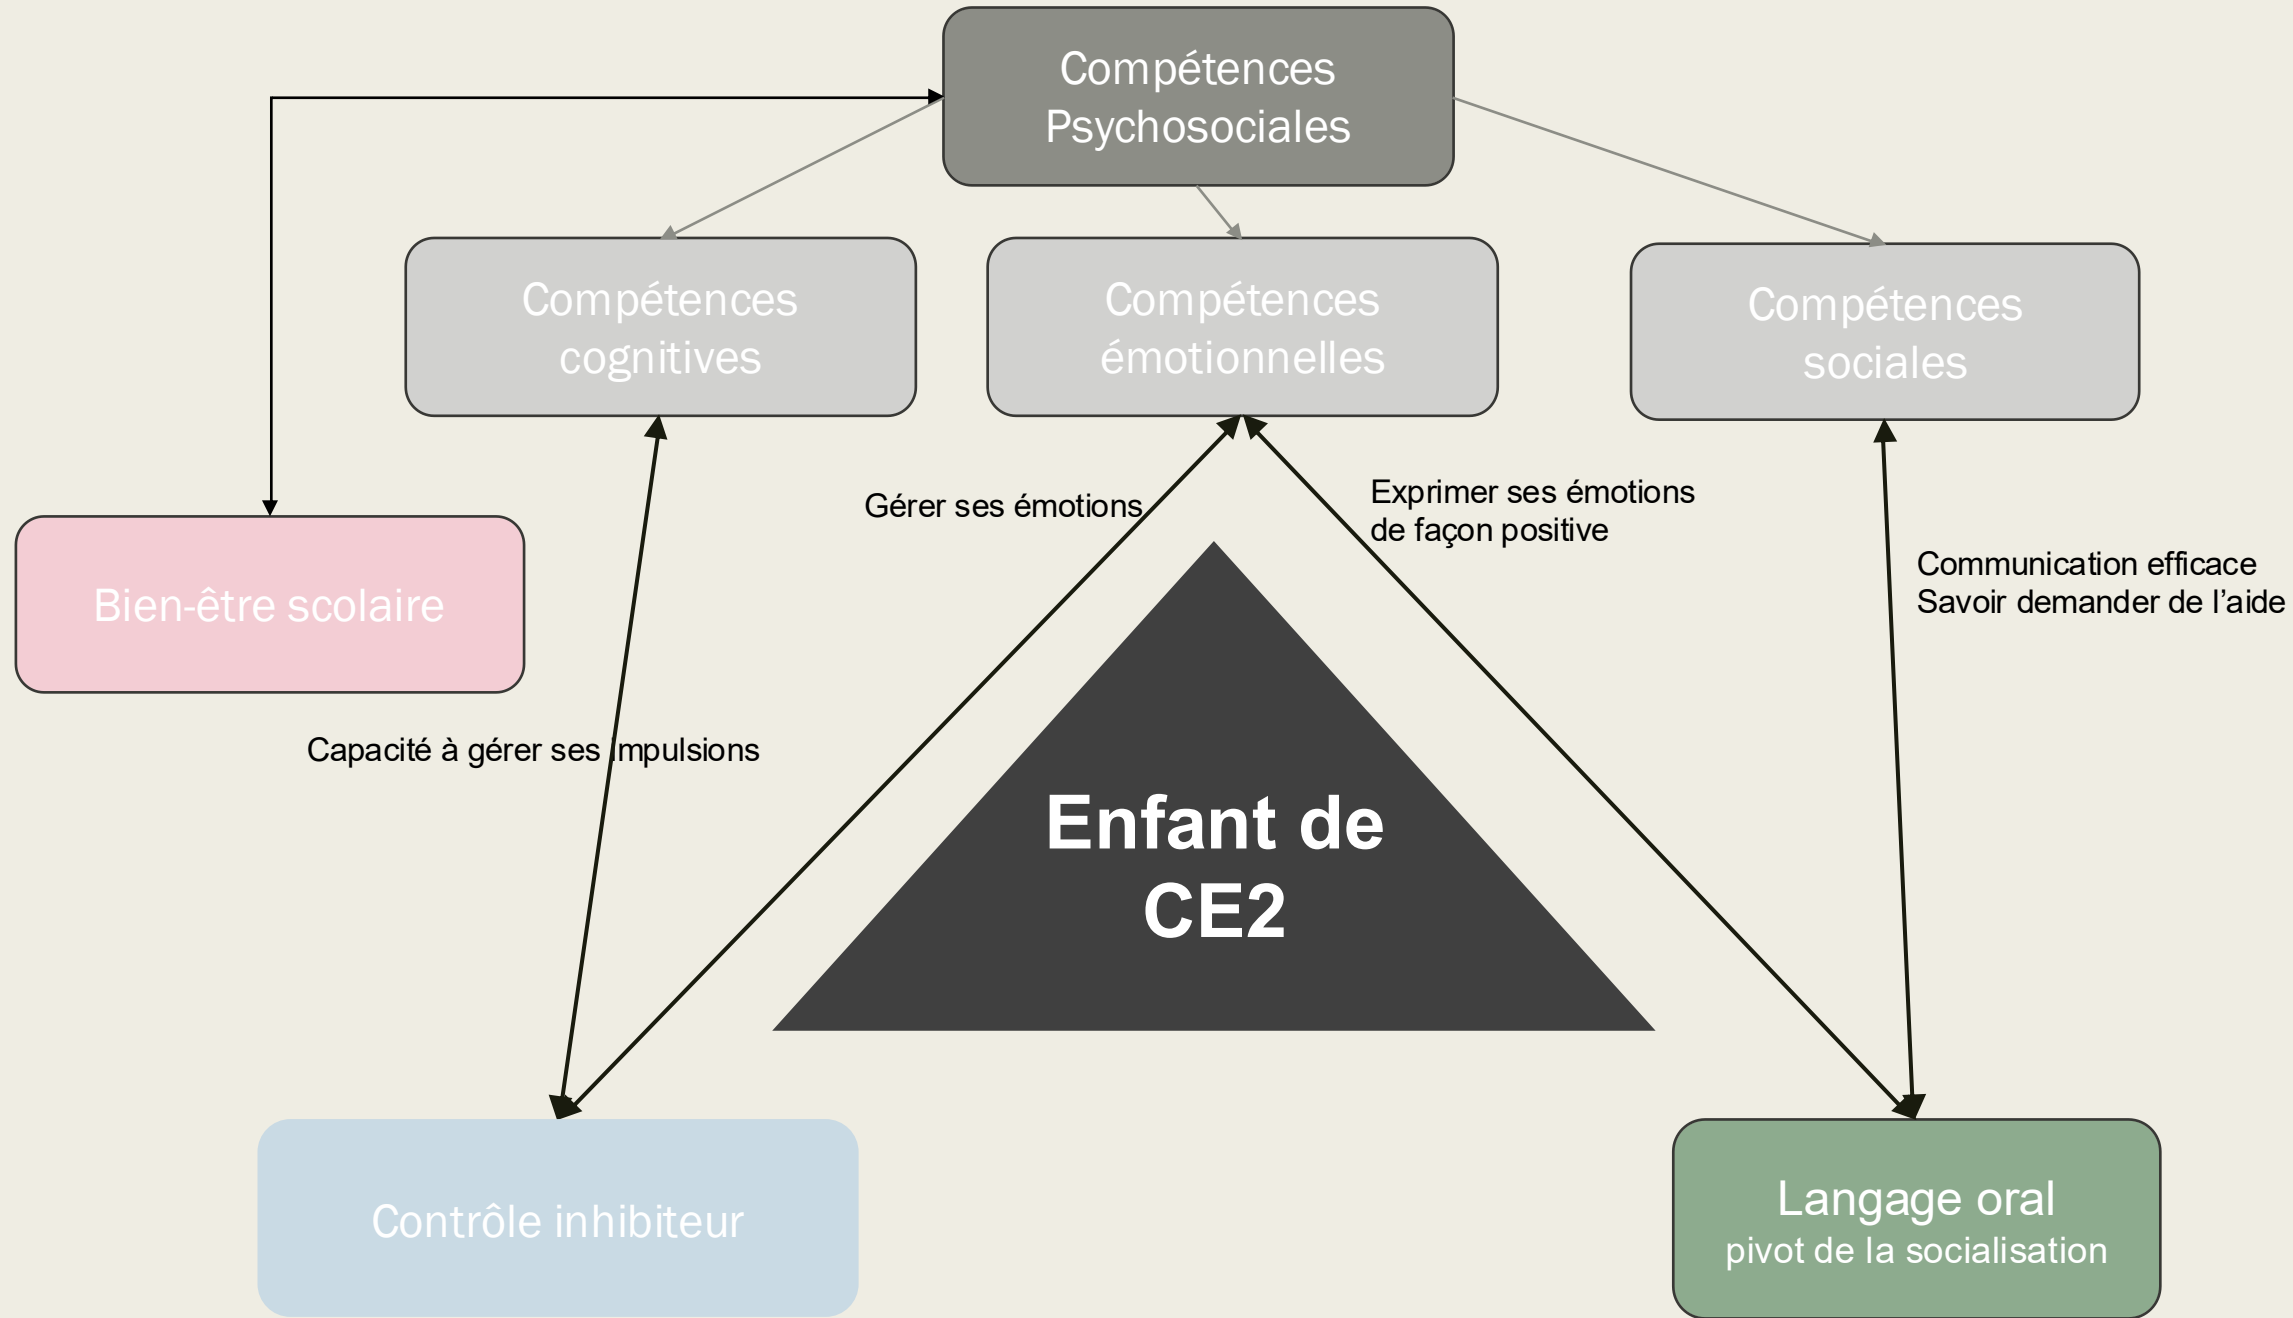 Compétences
Psychosociales
Compétences
cognitives
Compétences
émotionnelles
Compétences
sociales
Gérer ses émotions
Exprimer ses émotions
de façon positive
Communication efficace
Savoir demander de l’aide
Bien-être scolaire
Capacité à gérer ses impulsions
Enfant de
CE2
Contrôle inhibiteur
Langage oral
pivot de la socialisation